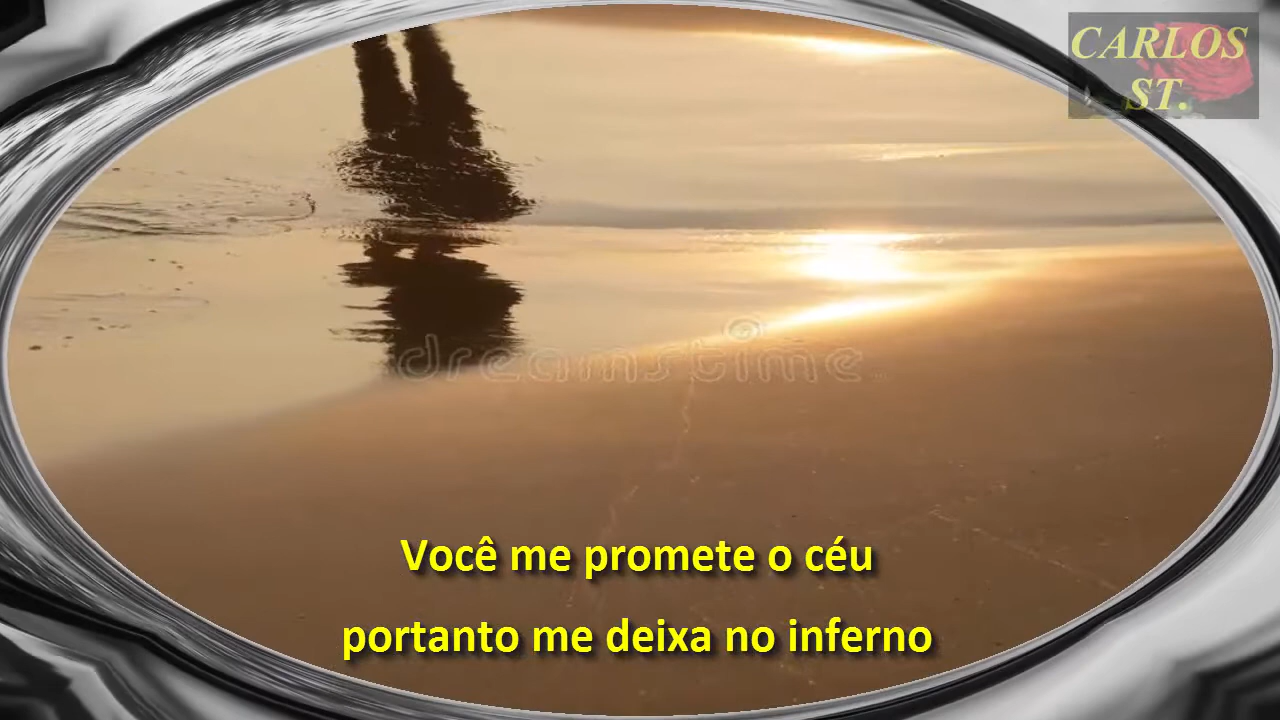 CARLOS
ST.
dreamstime
Você me promete o céu
portanto me deixa no inferno